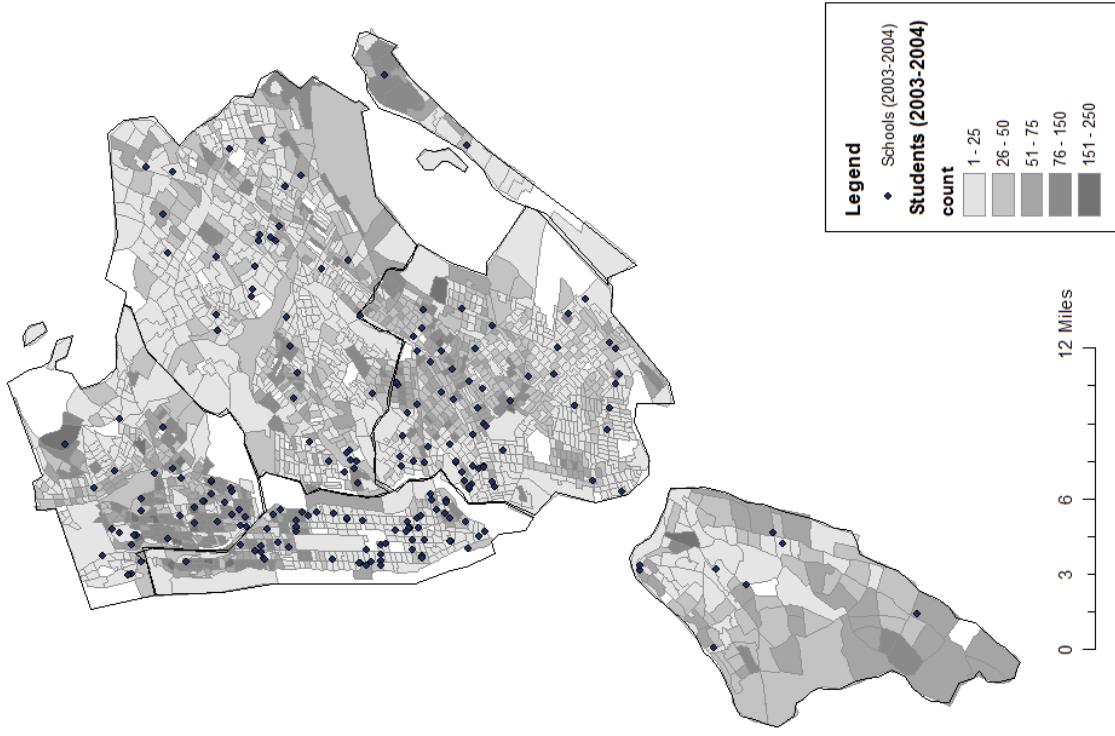 Legend
Schools (2003-2004)
Students (2003-2004)
count
1 - 25
26 - 50
51 - 75
76 - 150
151 - 250
0 3 6 12 Miles